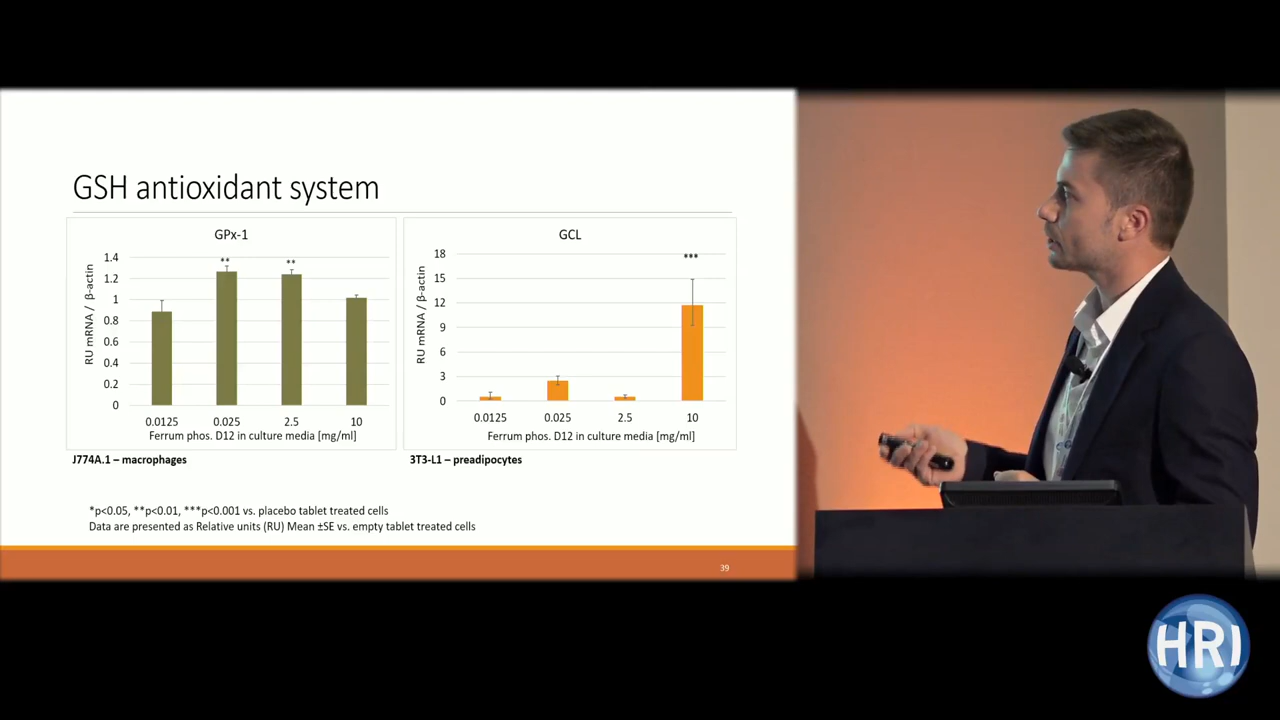 GSH antioxidant system
GPx-1
1.4
1.2
1
0.8
0.6
0.4
0.2
0
RU mRNA / β-actin
** **
0.0125 0.025 2.5 10
Ferrum phos. D12 in culture media [mg/ml]
J774A.1 – macrophages
GCL
18
15
12
9
6
3
0
RU mRNA / β-actin
***
0.0125 0.025 2.5 10
Ferrum phos. D12 in culture media [mg/ml]
3T3-L1 – preadipocytes
*p<0.05, **p<0.01, ***p<0.001 vs. placebo tablet treated cells
Data are presented as Relative units (RU) Mean ±SE vs. empty tablet treated cells
39
HRI